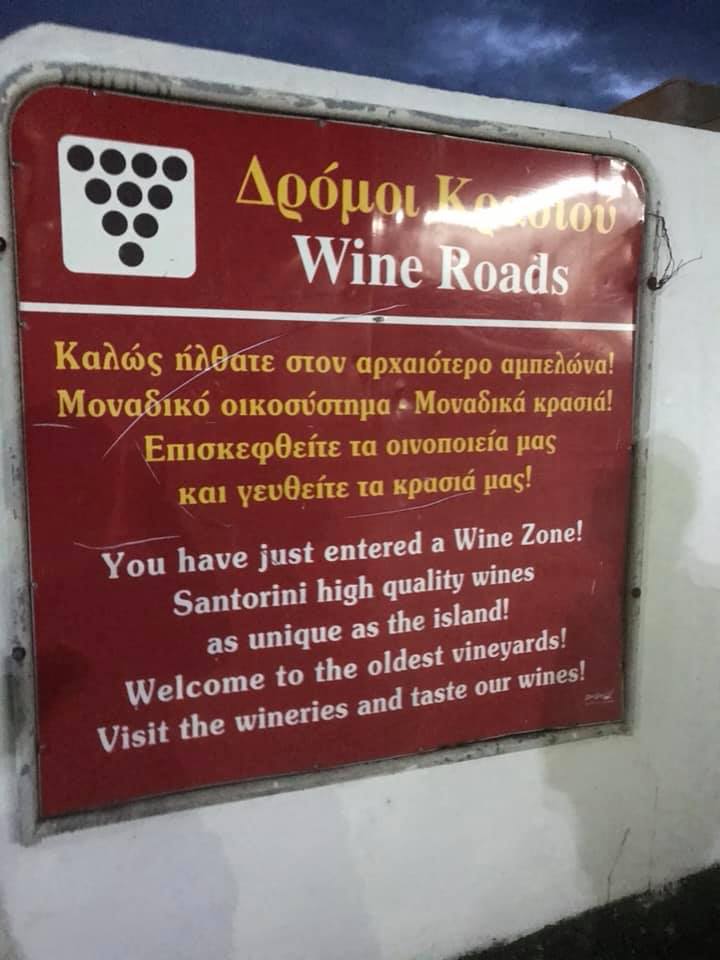 Δρόμοι Κρασιού
Wine Roads
Καλώς ήλθατε στον αρχαιότερο αμπελώνα!
Μοναδικό οικοσύστημα - Μοναδικά κρασιά!
Επισκεφθείτε τα οινοποιεία μας
και γευθείτε τα κρασιά μας!
You have just entered a Wine Zone!
Santorini high quality wines
as unique as the island!
Welcome to the oldest vineyards!
Visit the wineries and taste our wines!